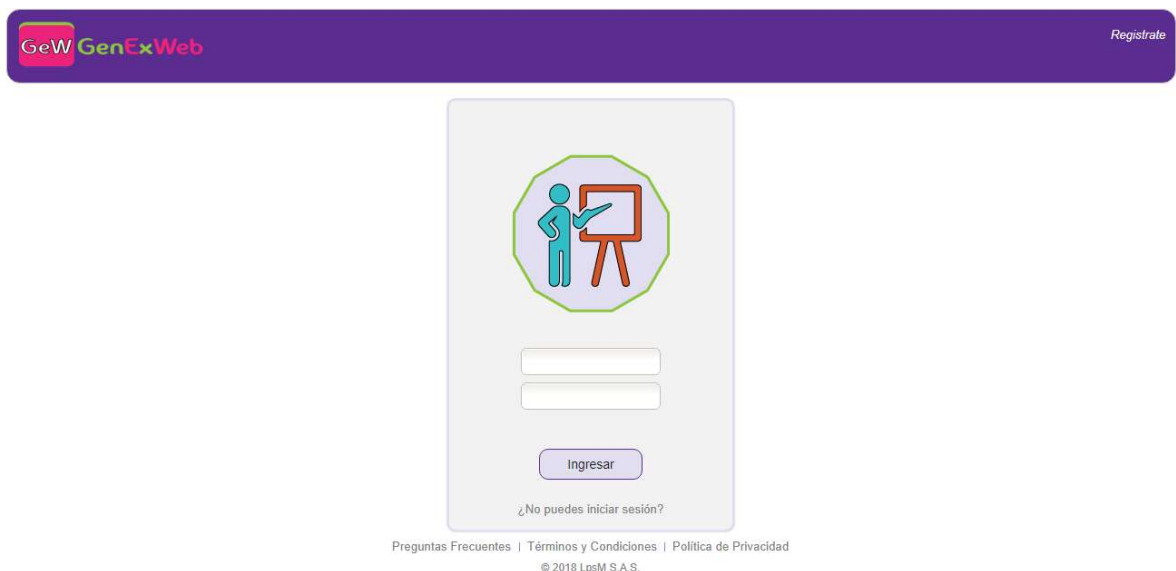 GeW GenExWeb
Registrate
Ingresar
¿No puedes iniciar sesión?
Preguntas Frecuentes | Términos y Condiciones | Política de Privacidad
© 2018 LpsM S.A.S.